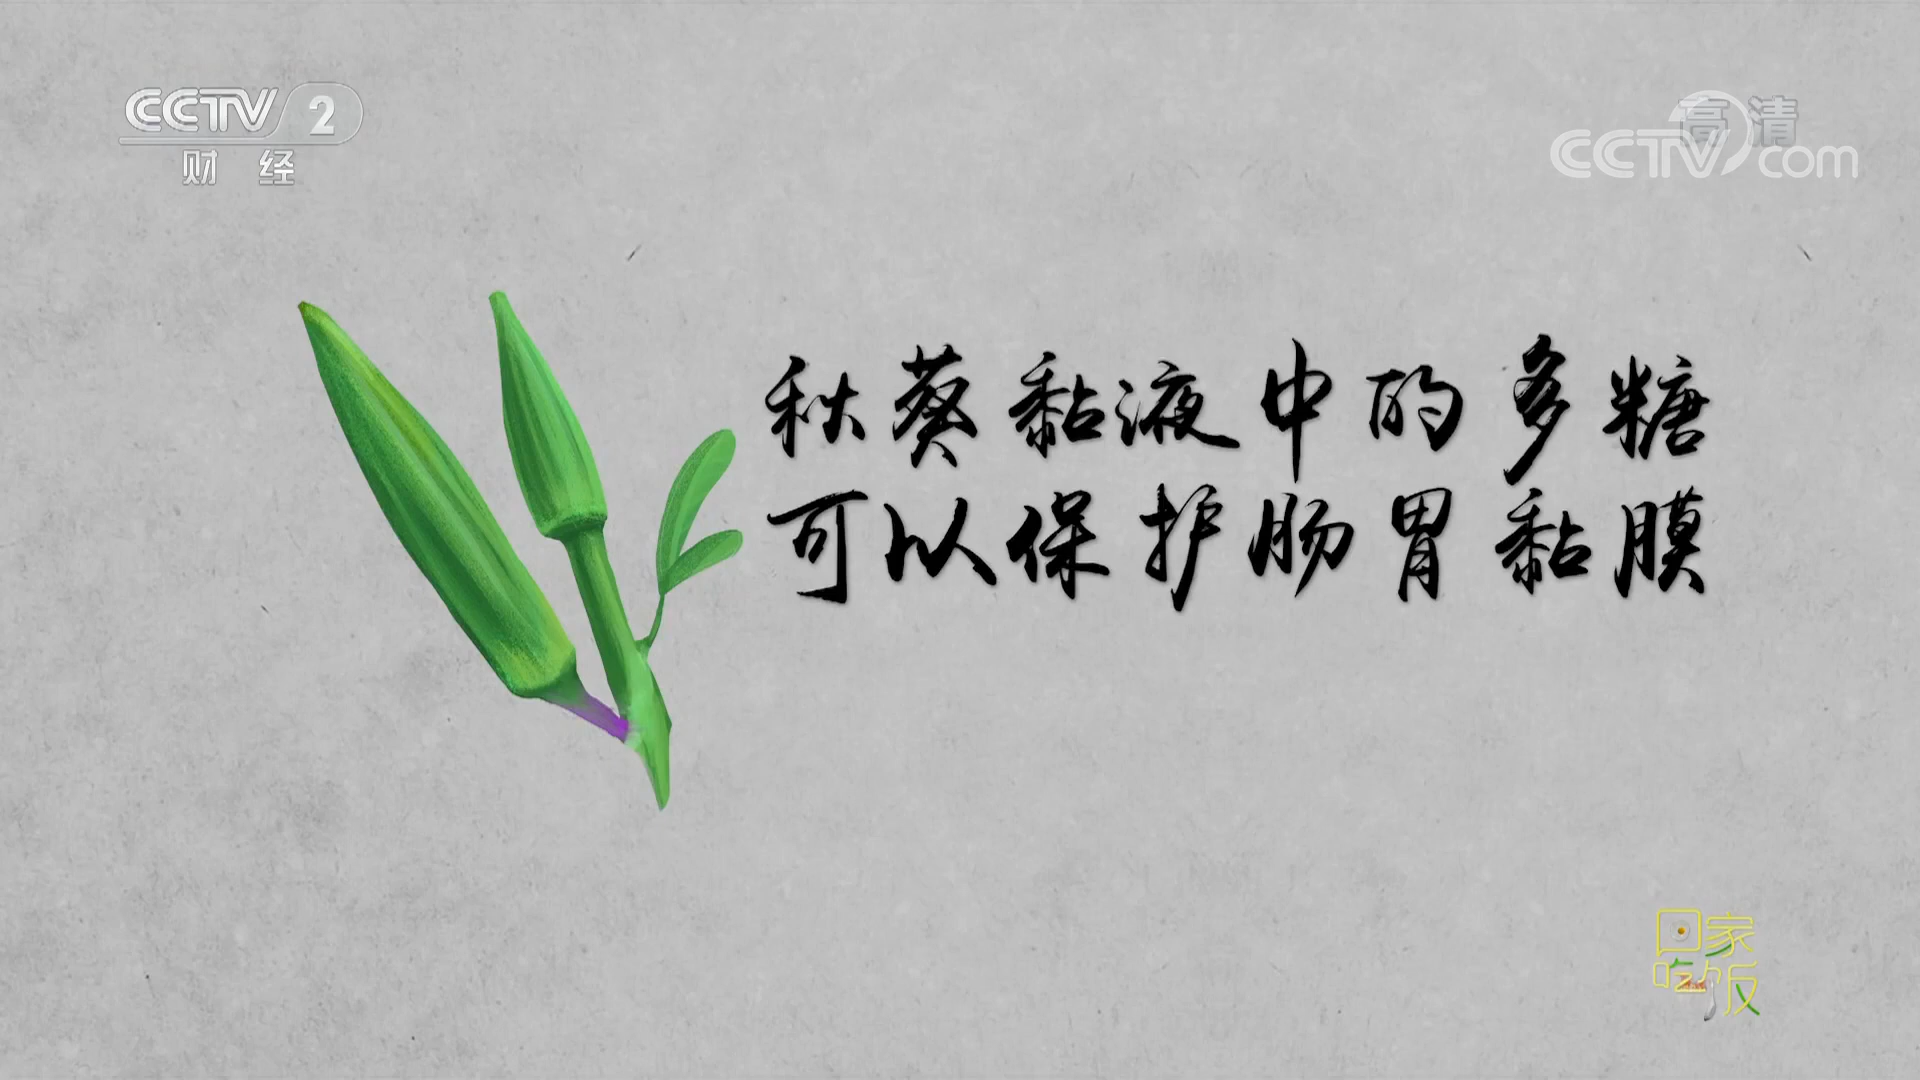 CCTV 2
财经
高清
CCTV.com
秋葵黏液中的多糖
可以保护肠胃黏膜
回家
吃饭